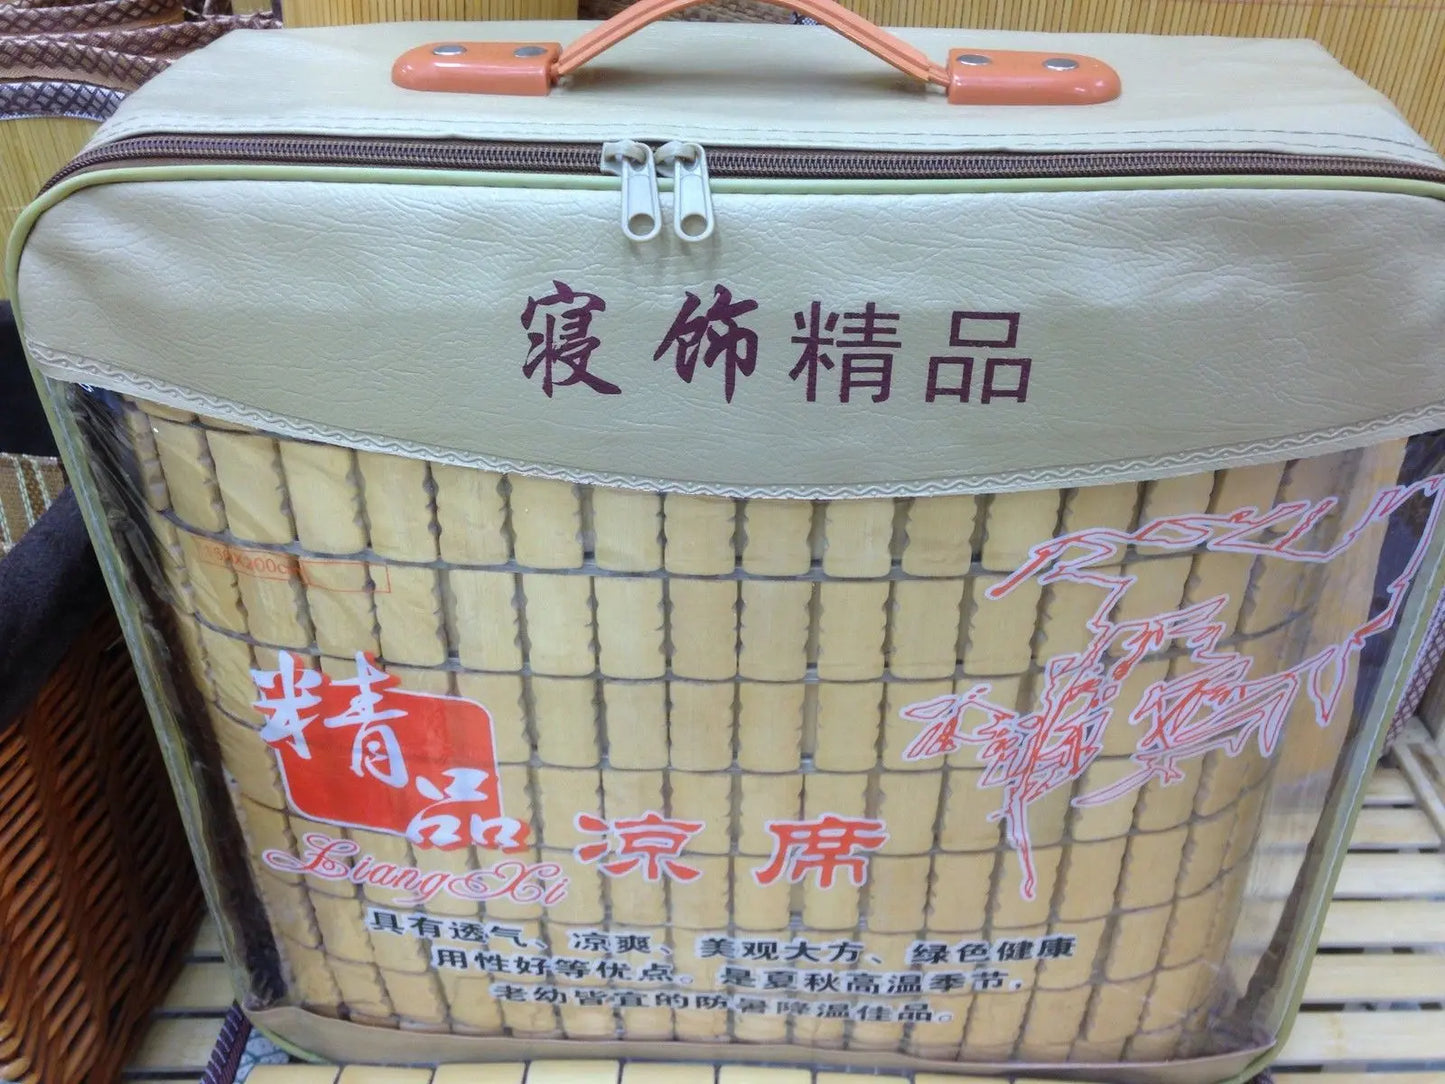 寝饰精品
精品
凉席
Liang Xi
具有透气、凉爽、美观大方、绿色健康
用性好等优点。是夏秋高温季节，
老幼皆宜的防暑降温佳品。